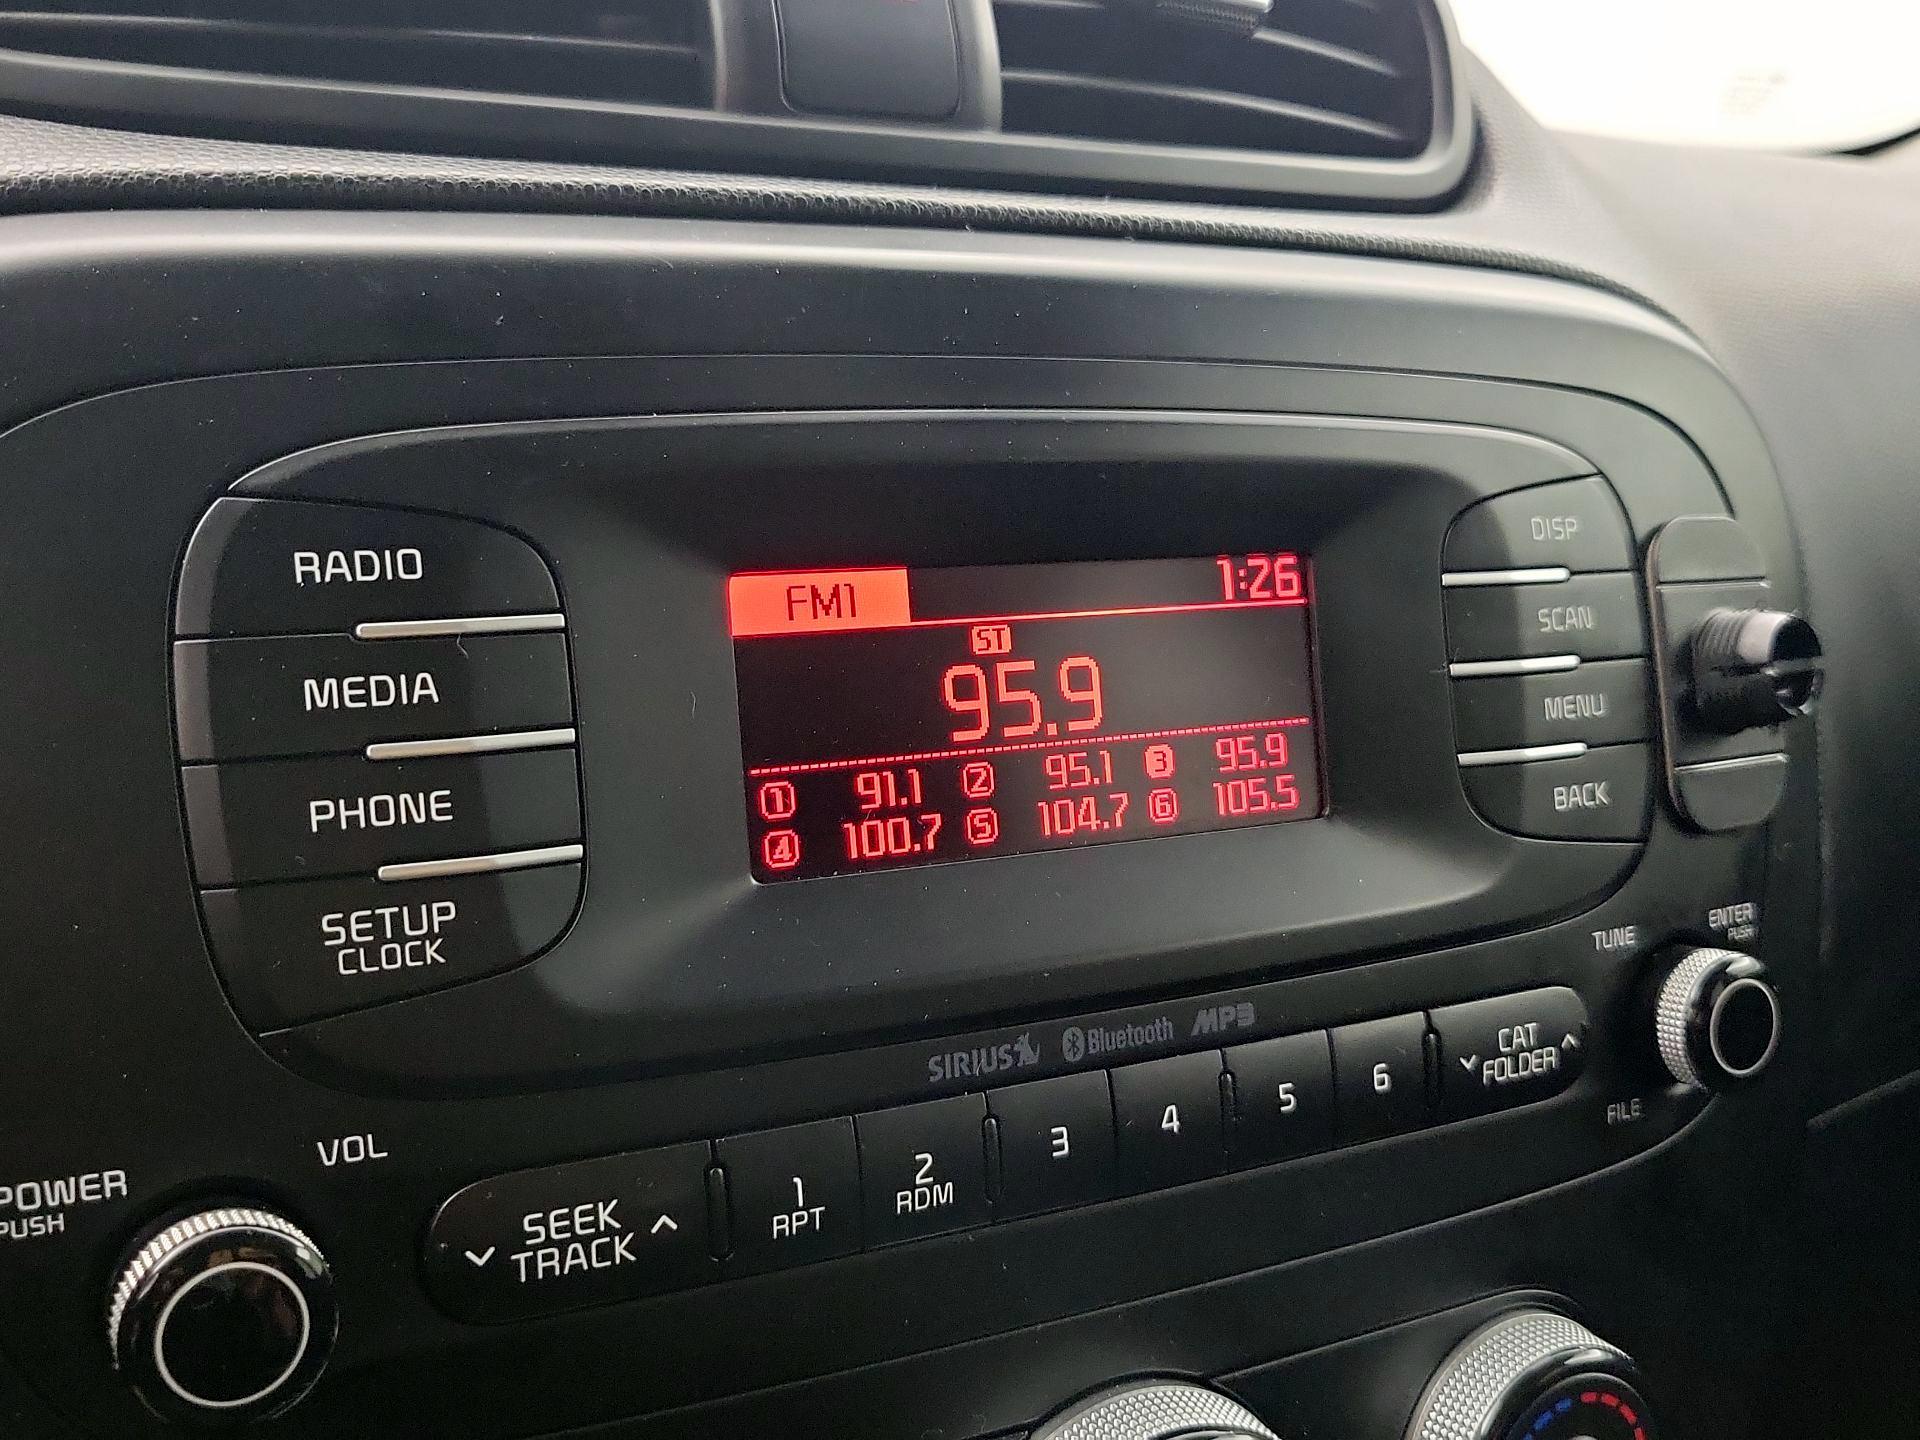 RADIO
MEDIA
PHONE
SETUP
CLOCK
FM1 1:26
ST
95.9
1 91.1 2 95.1 3 95.9
4 100.7 5 104.7 6 105.5
DISP
SCAN
MENU
BACK
TUNE
ENTER
PUSH
FILE
SIRIUS Bluetooth MP3
POWER
PUSH
VOL
SEEK
TRACK
1
RPT
2
RDM
3
4
5
6
CAT
FOLDER